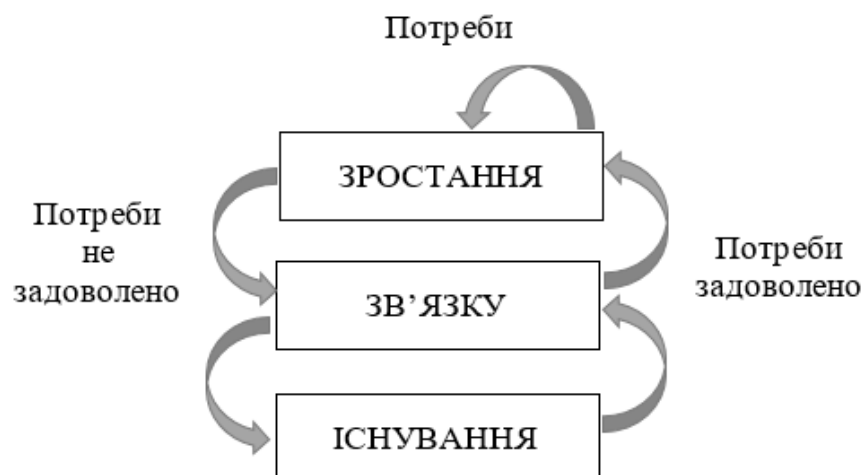 Потреби
ЗРОСТАННЯ
Потреби
не
задоволено
Потреби
задоволено
ЗВ’ЯЗКУ
ІСНУВАННЯ